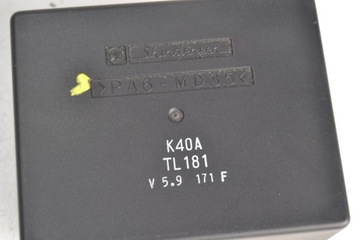 >PA6-MD35<
K40A
TL181
V 5.9 171 F